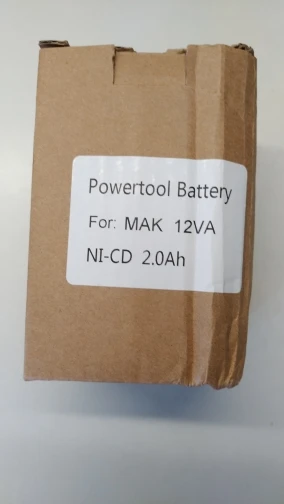 Powertool Battery
For: MAK 12VA
NI-CD 2.0Ah